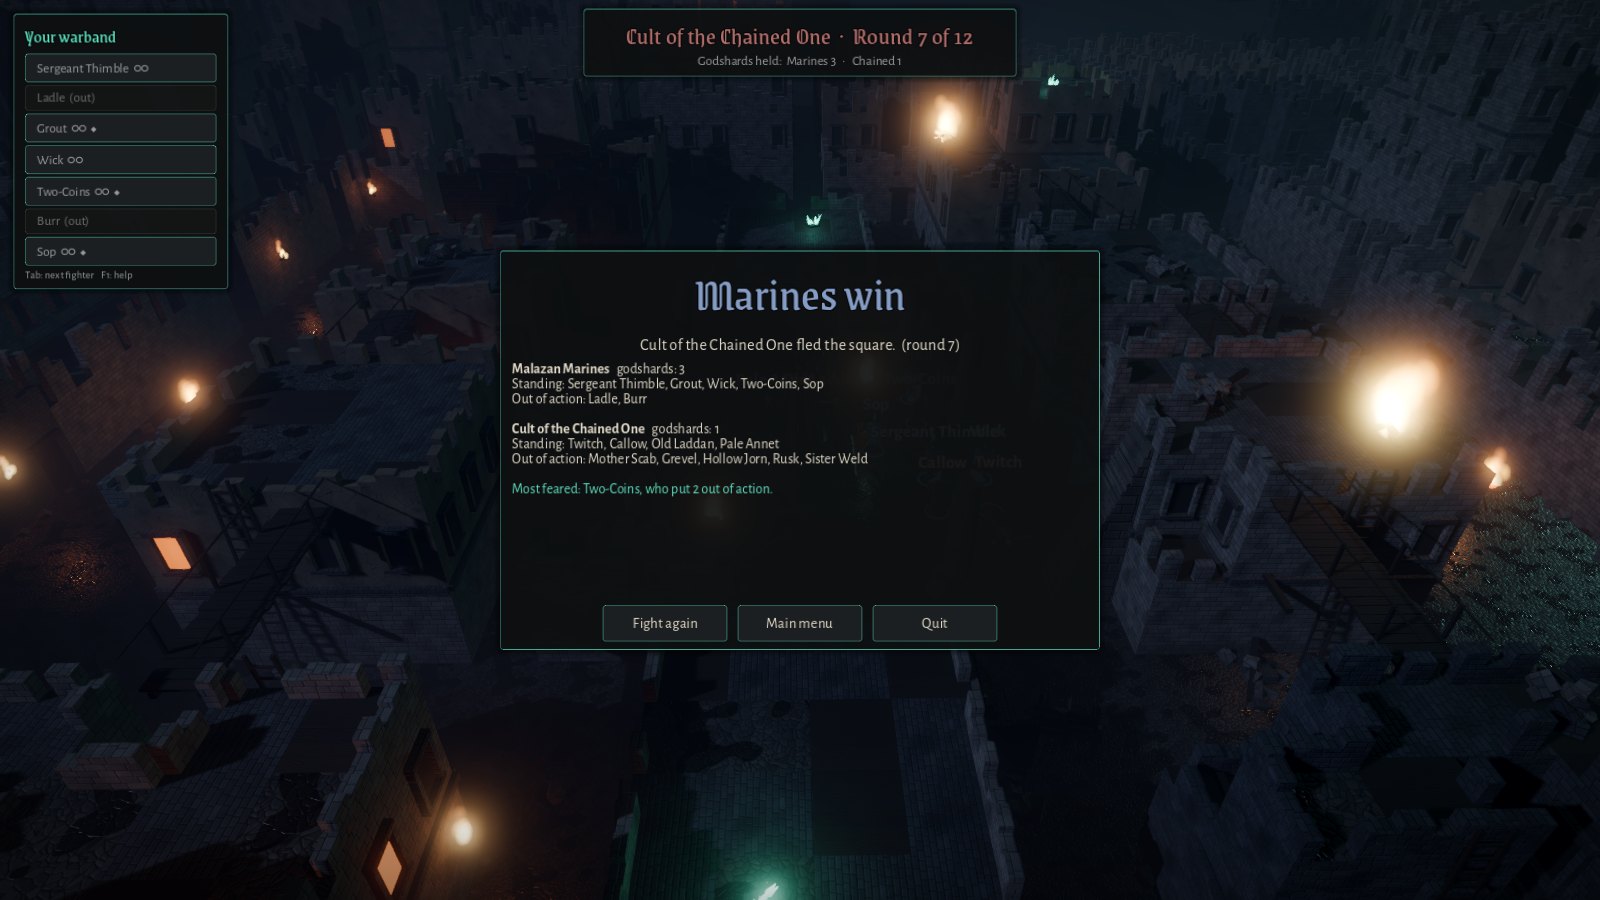 Your warband
Sergeant Thimble
Ladle (out)
Grout
Wick
Two-Coins
Burr (out)
Sop
Tab: next fighter F1: help
Cult of the Chained One · Round 7 of 12
Godshards held: Marines 3 · Chained 1
Marines win
Cult of the Chained One fled the square. (round 7)
Malazan Marines godshards: 3
Standing: Sergeant Thimble, Grout, Wick, Two-Coins, Sop
Out of action: Ladle, Burr
Cult of the Chained One godshards: 1
Standing: Twitch, Callow, Old Laddan, Pale Annet
Out of action: Mother Scab, Grevel, Hollow Jorn, Rusk, Sister Weld
Most feared: Two-Coins, who put 2 out of action.
Sop
Sergeant Thimble
Callow Twitch
Fight again
Main menu
Quit